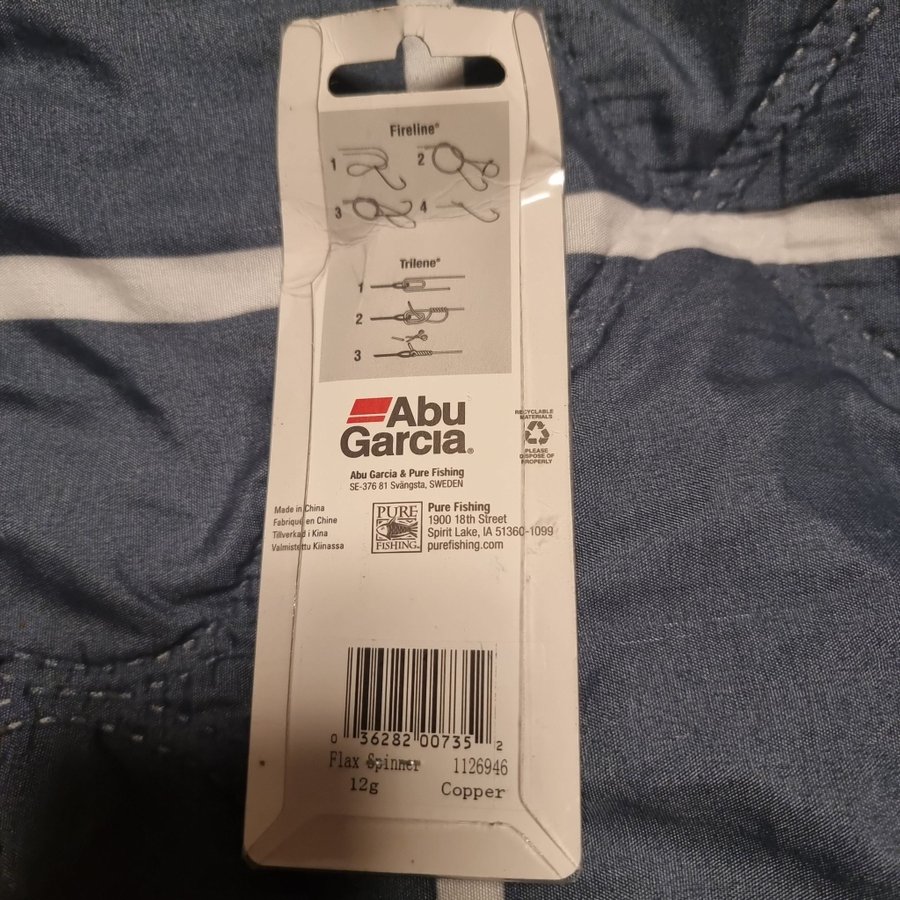 Fireline®
1 2
3 4
Trilene®
1
2
3
Abu
Garcia®
Abu Garcia & Pure Fishing
SE-376 81 Svängsta, SWEDEN
RECYCLABLE
MATERIALS
PLEASE
DISPOSE OF
PROPERLY
Made in China
Fabriqué en Chine
Tillverkad i Kina
Valmistettu Kiinassa
PURE
FISHING
Pure Fishing
1900 18th Street
Spirit Lake, IA 51360-1099
purefishing.com
0 36282 00735 2
Flax Spinner 1126946
12g Copper